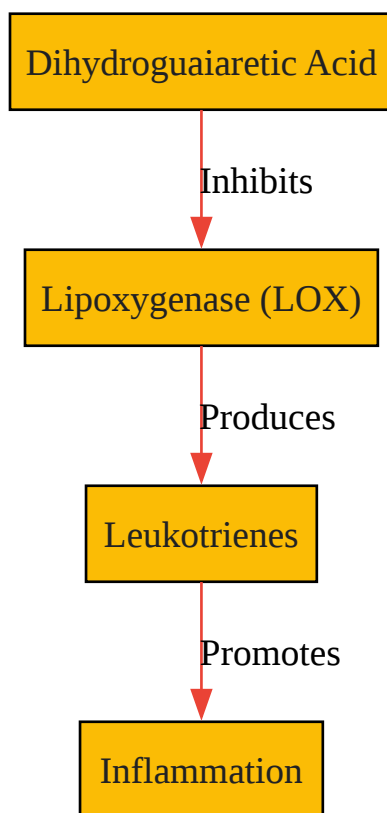 Dihydroguaiaretic Acid
Inhibits
Lipoxygenase (LOX)
Produces
Leukotrienes
Promotes
Inflammation